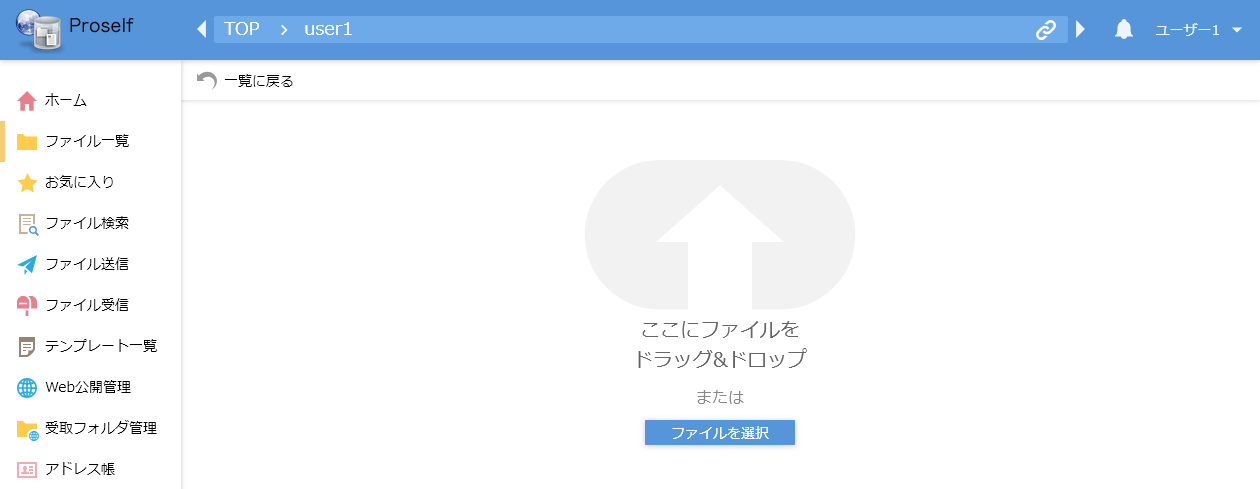 Proself
TOP > user1
ユーザー1
一覧に戻る
ホーム
ファイル一覧
お気に入り
ファイル検索
ファイル送信
ファイル受信
テンプレート一覧
Web公開管理
受取フォルダ管理
アドレス帳
ここにファイルを
ドラッグ&ドロップ
または
ファイルを選択